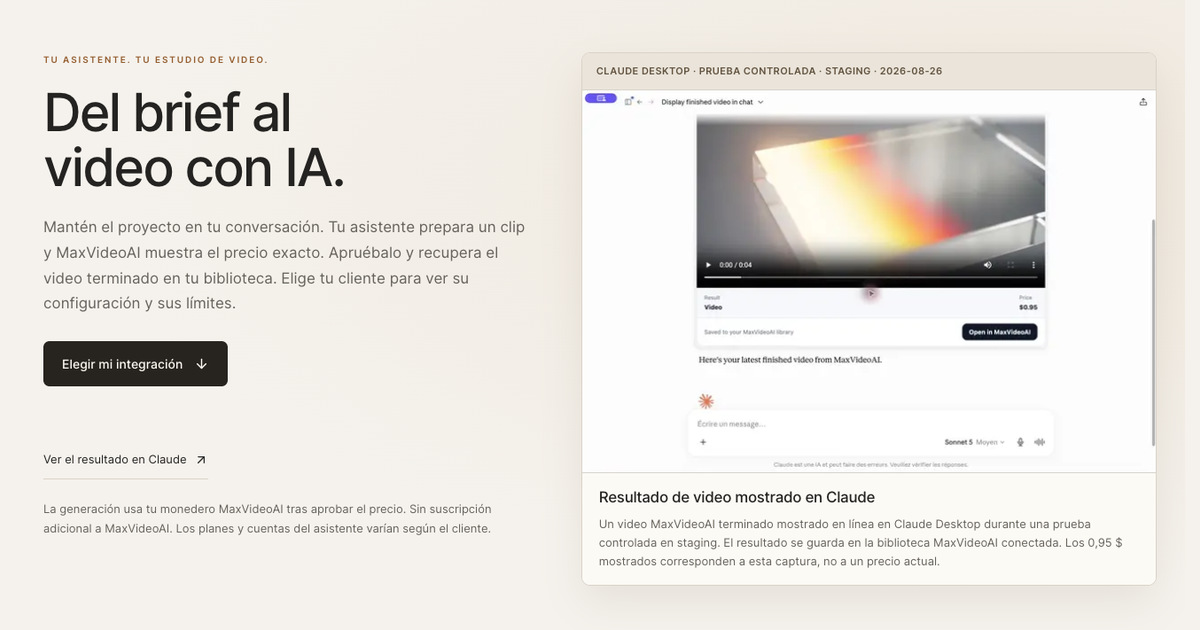 TU ASISTENTE. TU ESTUDIO DE VIDEO.
Del brief al
video con IA.
Mantén el proyecto en tu conversación. Tu asistente prepara un clip
y MaxVideoAI muestra el precio exacto. Apruébalo y recupera el
video terminado en tu biblioteca. Elige tu cliente para ver su
configuración y sus límites.
Elegir mi integración
Ver el resultado en Claude
La generación usa tu monedero MaxVideoAI tras aprobar el precio. Sin suscripción
adicional a MaxVideoAI. Los planes y cuentas del asistente varían según el cliente.
CLAUDE DESKTOP · PRUEBA CONTROLADA · STAGING · 2026-08-26
Display finished video in chat
0:00 / 0:04
Result
Price
Video
$0.95
Saved to your MaxVideoAI library
Open in MaxVideoAI
Here's your latest finished video from MaxVideoAI.
Écrire un message...
Sonnet 5 Moyen
Claude est une IA et peut faire des erreurs. Veuillez vérifier les réponses.
Resultado de video mostrado en Claude
Un video MaxVideoAI terminado mostrado en línea en Claude Desktop durante una prueba
controlada en staging. El resultado se guarda en la biblioteca MaxVideoAI conectada. Los 0,95 $
mostrados corresponden a esta captura, no a un precio actual.